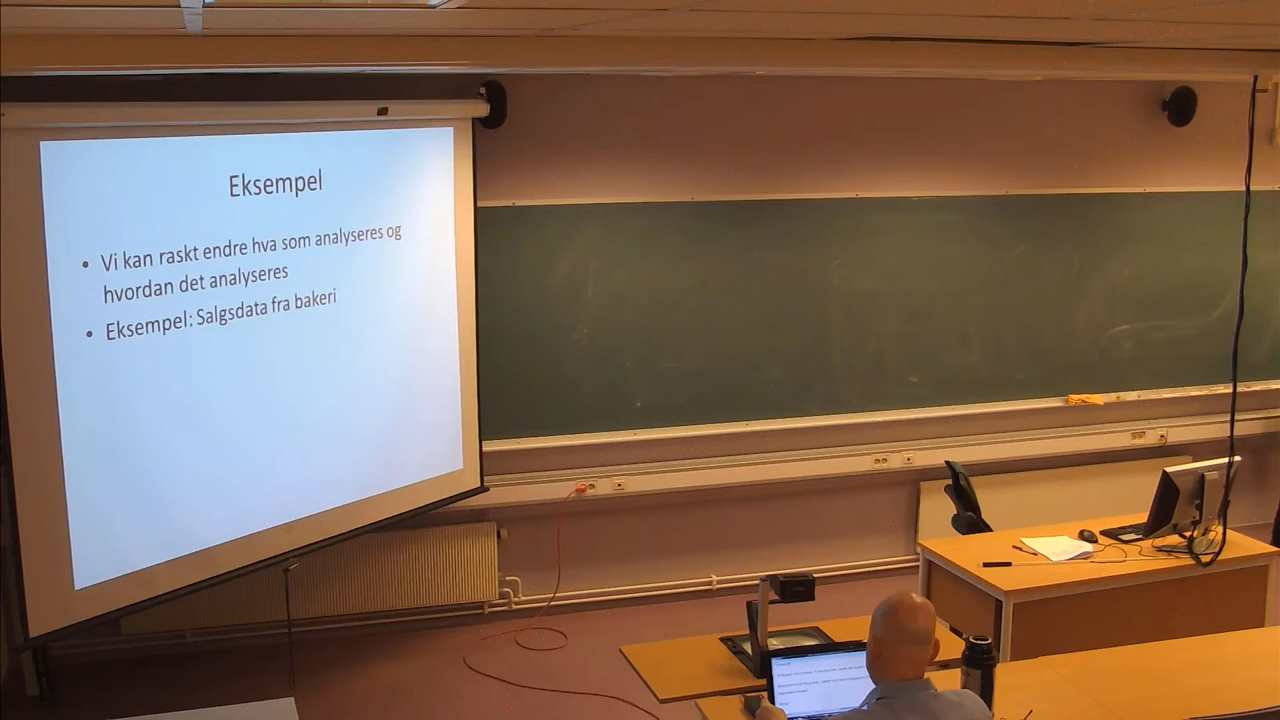 Eksempel
• Vi kan raskt endre hva som analyseres og
hvordan det analyseres
• Eksempel: Salgsdata fra bakeri